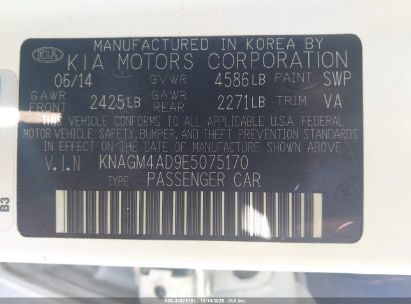 MANUFACTURED IN KOREA BY
KIA KIA MOTORS CORPORATION
06/14 GVWR 4586LB PAINT SWP
GAWR FRONT 2425LB GAWR REAR 2271LB TRIM VA
THIS VEHICLE CONFORMS TO ALL APPLICABLE U.S.A FEDERAL
MOTOR VEHICLE SAFETY, BUMPER, AND THEFT PREVENTION STANDARDS
IN EFFECT ON THE DATE OF MANUFACTURE SHOWN ABOVE.
V.I.N KNAGM4AD9E5075170
TYPE PASSENGER CAR
B3